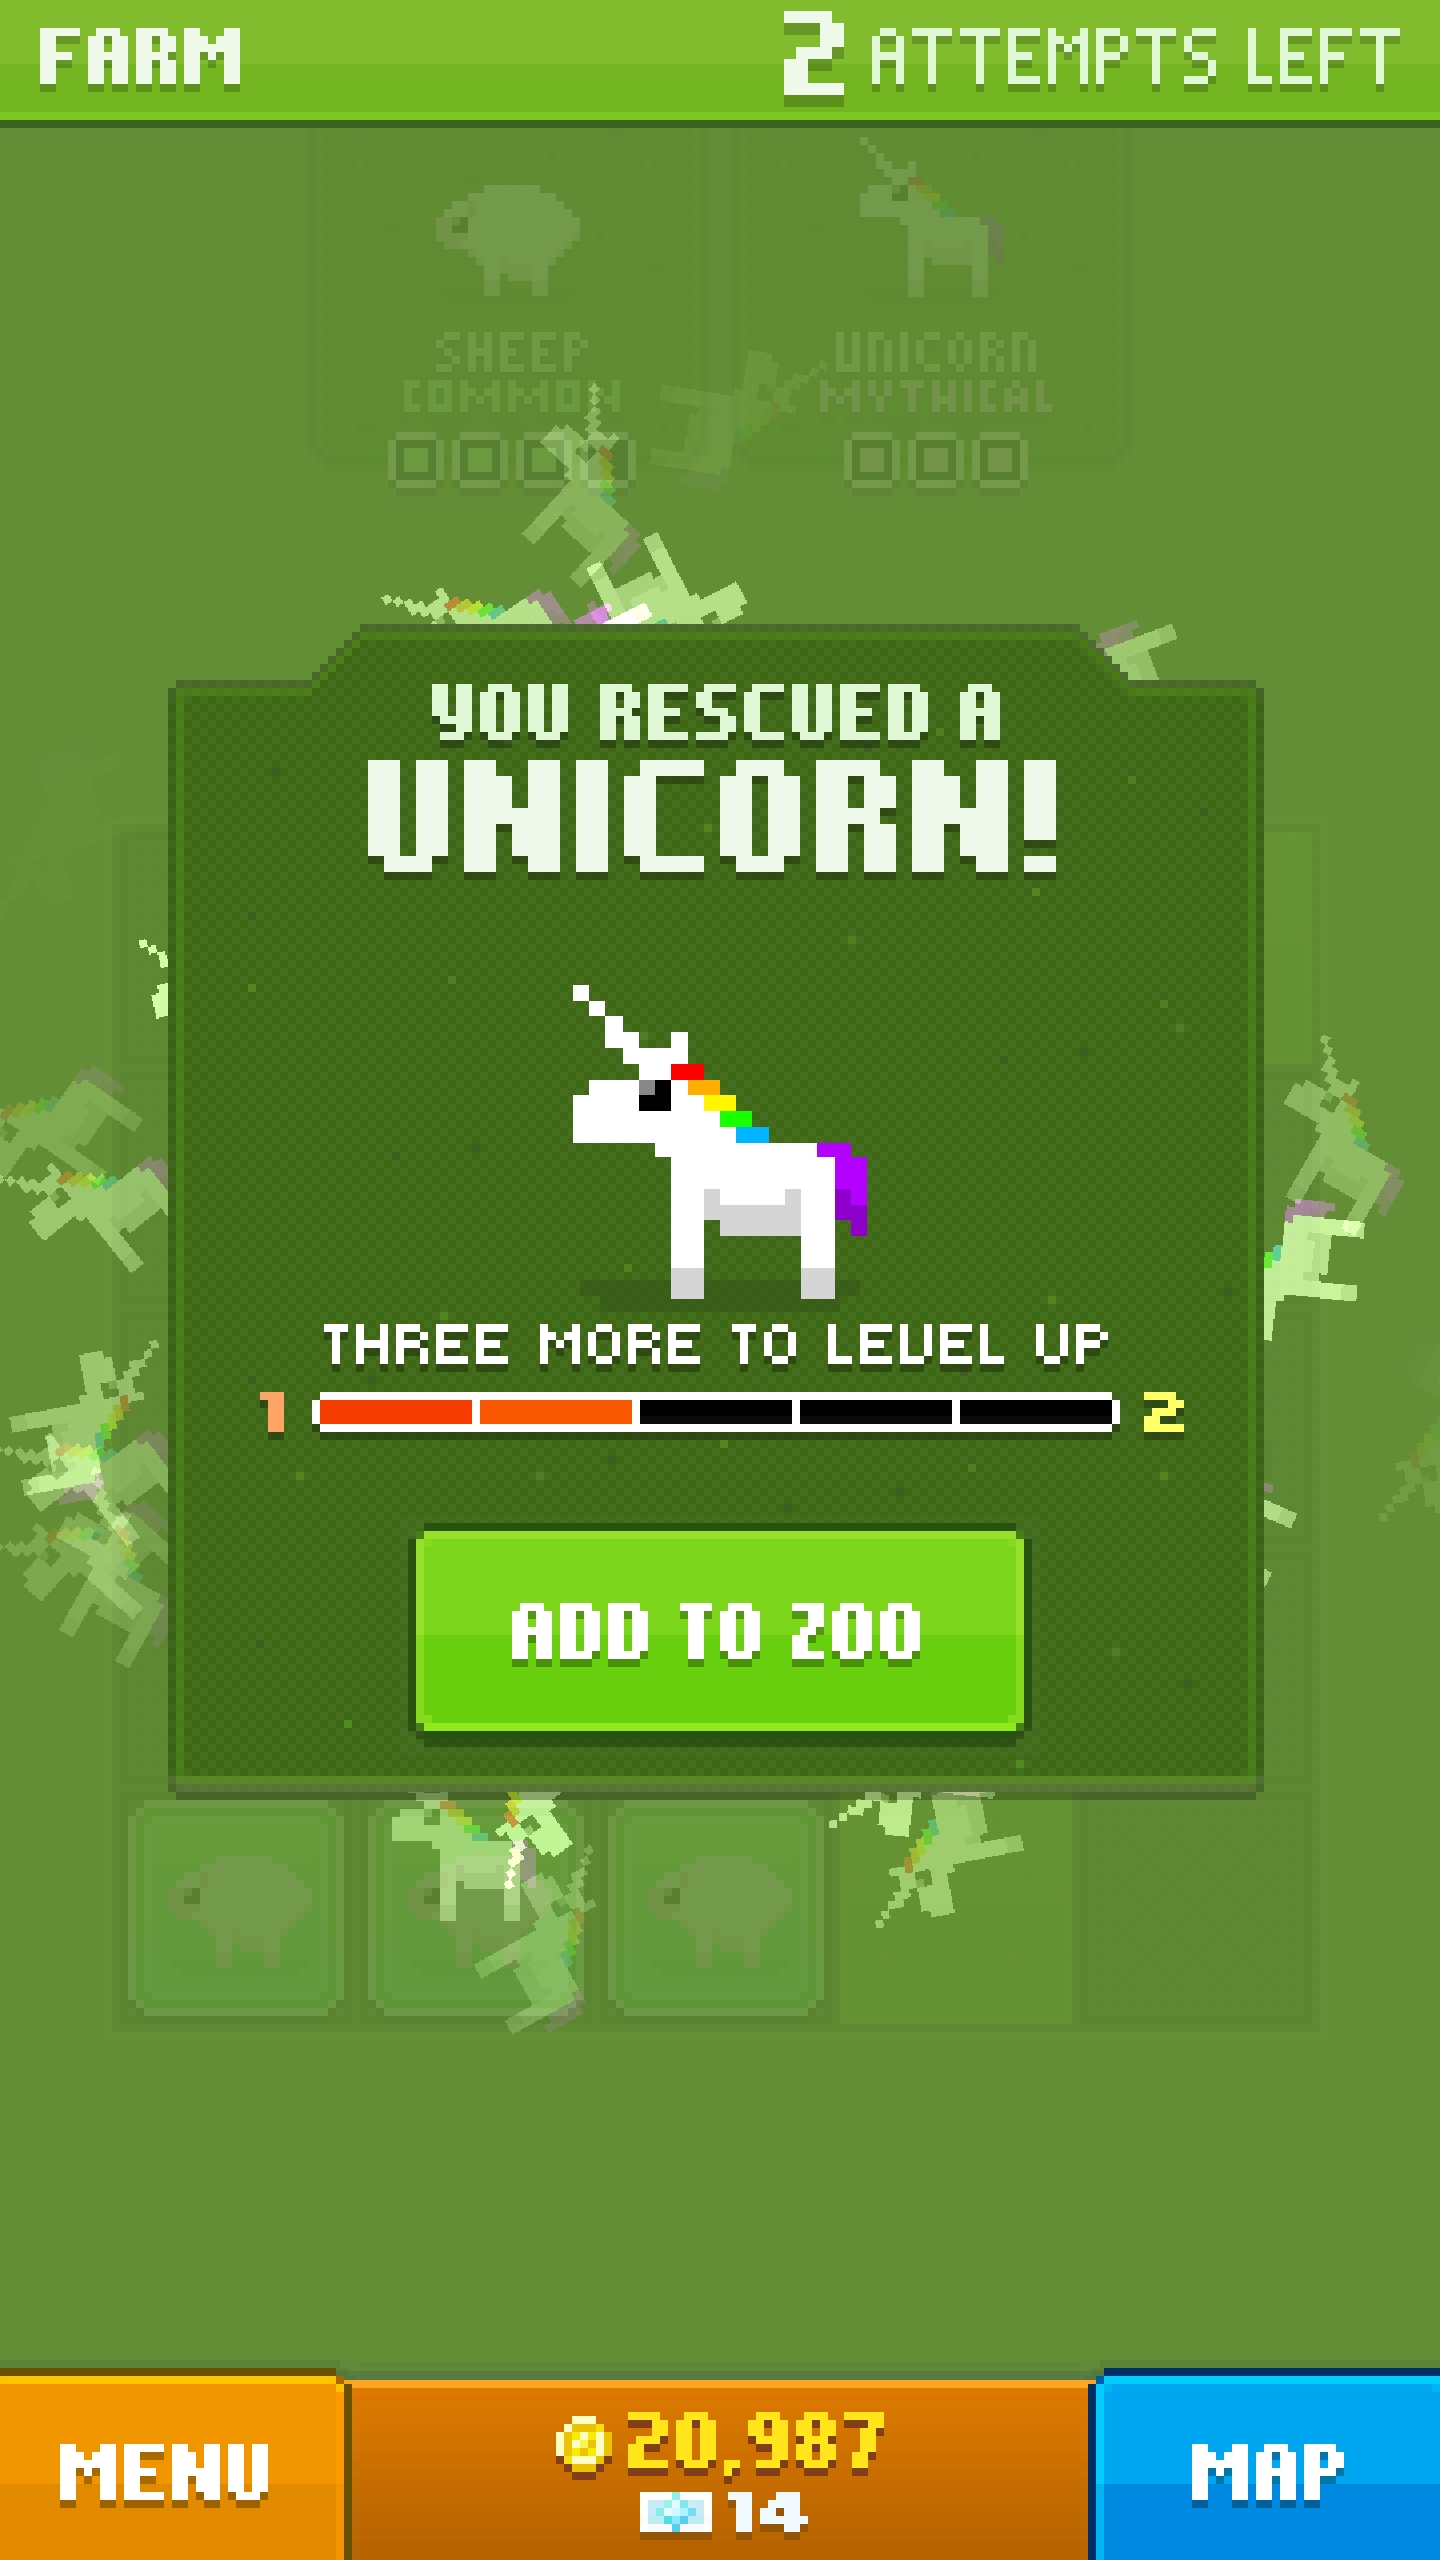 FARM
2 ATTEMPTS LEFT
SHEEP
COMMON
UNICORN
MYTHICAL
YOU RESCUED A
UNICORN!
THREE MORE TO LEVEL UP
1
2
ADD TO ZOO
MENU
20,987
14
MAP